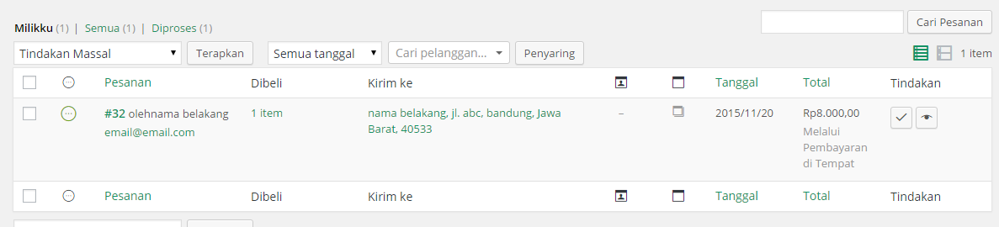 Milikku (1) | Semua (1) | Diproses (1)
Cari Pesanan
Tindakan Massal Terapkan Semua tanggal Cari pelanggan... Penyaring 1 item
Pesanan Dibeli Kirim ke Tanggal Total Tindakan
#32 olehnama belakang 1 item nama belakang, jl. abc, bandung, Jawa 2015/11/20 Rp8.000,00
email@email.com Barat, 40533 – Melalui
Pembayaran
di Tempat
Pesanan Dibeli Kirim ke Tanggal Total Tindakan